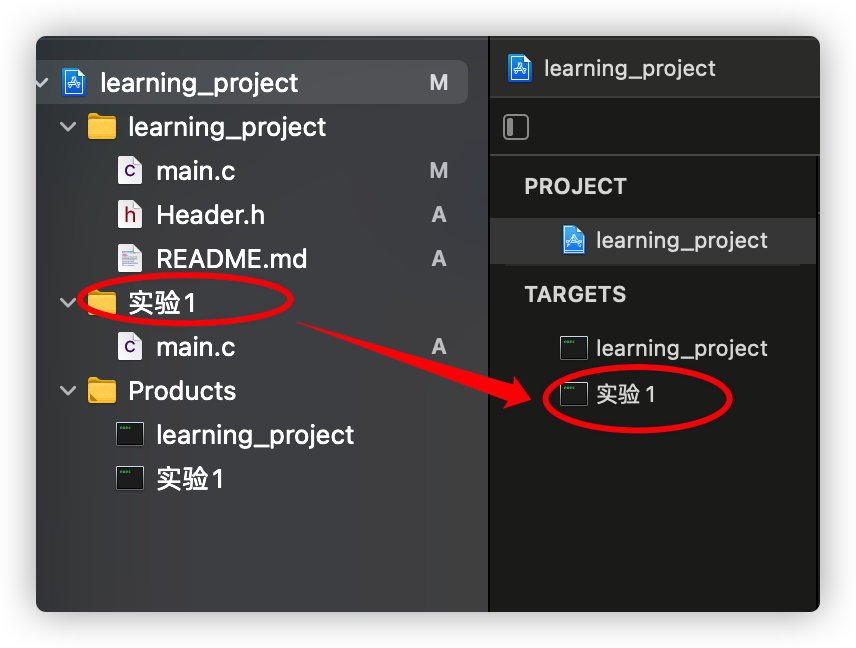 learning_project M
learning_project
main.c M
Header.h A
README.md A
实验1
main.c A
Products
learning_project
实验1
learning_project
PROJECT
learning_project
TARGETS
learning_project
实验1